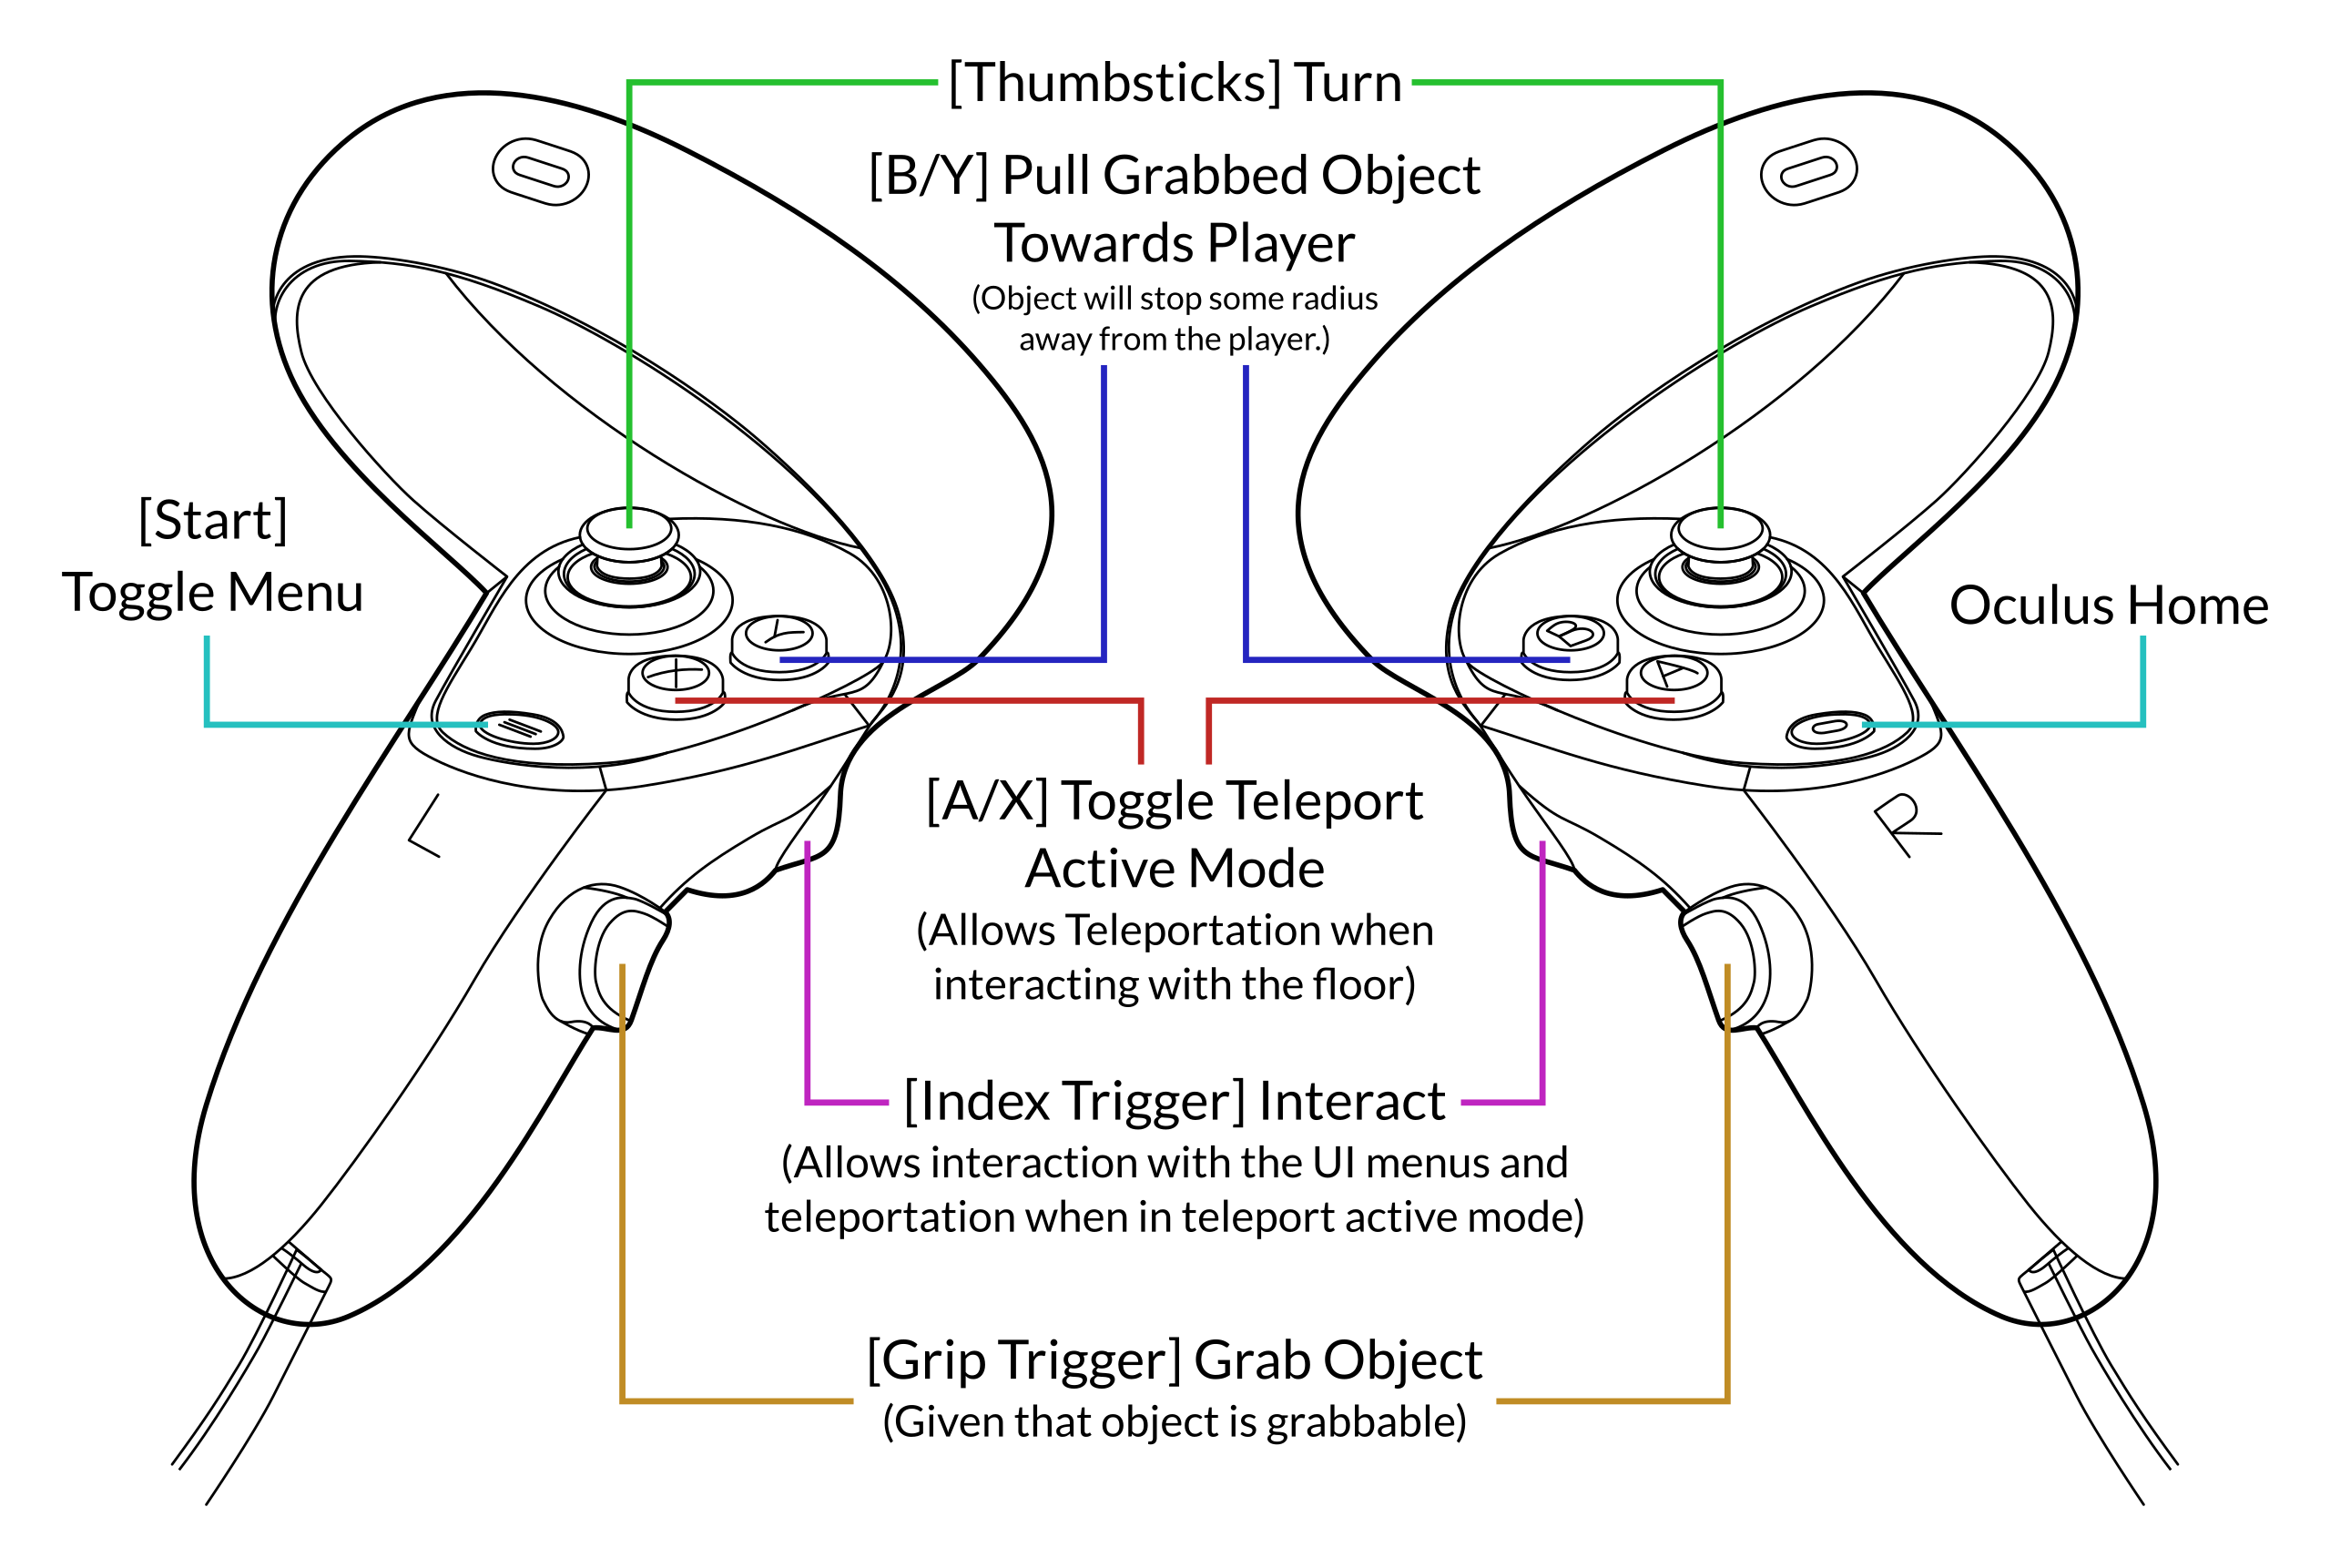 [Thumbsticks] Turn
[B/Y] Pull Grabbed Object
Towards Player
(Object will stop some radius
away from the player.)
[Start]
Toggle Menu
Oculus Home
Y
X
B
A
L
R
[A/X] Toggle Teleport
Active Mode
(Allows Teleportation when
interacting with the floor)
[Index Trigger] Interact
(Allows interaction with the UI menus and
teleportation when in teleport active mode)
[Grip Trigger] Grab Object
(Given that object is grabbable)